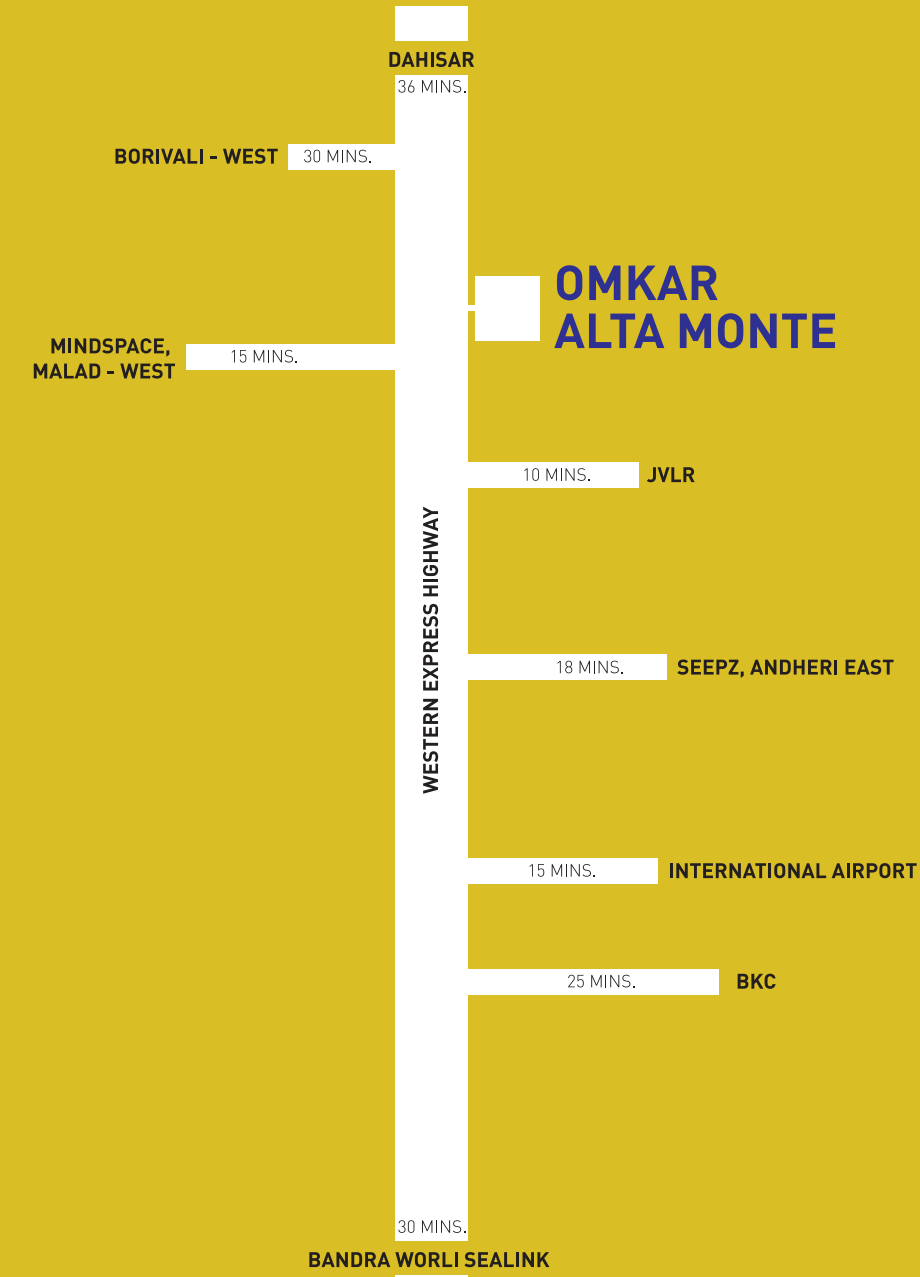 DAHISAR
36 MINS.
BORIVALI - WEST
30 MINS.
OMKAR
ALTA MONTE
MINDSPACE,
MALAD - WEST
15 MINS.
10 MINS.
JVLR
WESTERN EXPRESS HIGHWAY
18 MINS.
SEEPZ, ANDHERI EAST
15 MINS.
INTERNATIONAL AIRPORT
25 MINS.
BKC
30 MINS.
BANDRA WORLI SEALINK